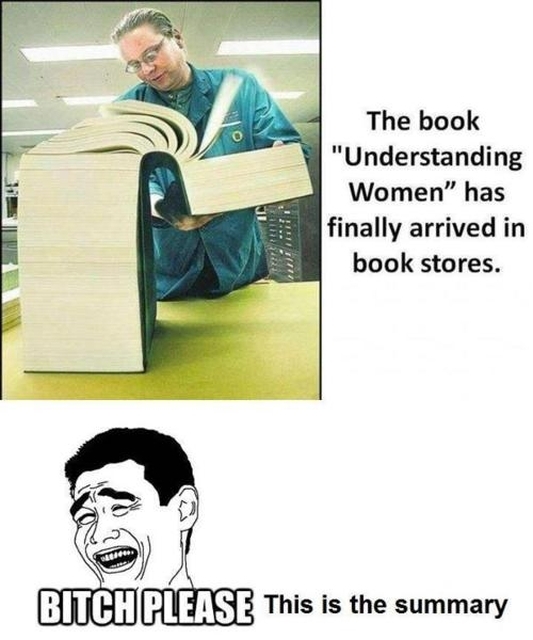 The book
"Understanding
Women” has
finally arrived in
book stores.
BITCH PLEASE This is the summary